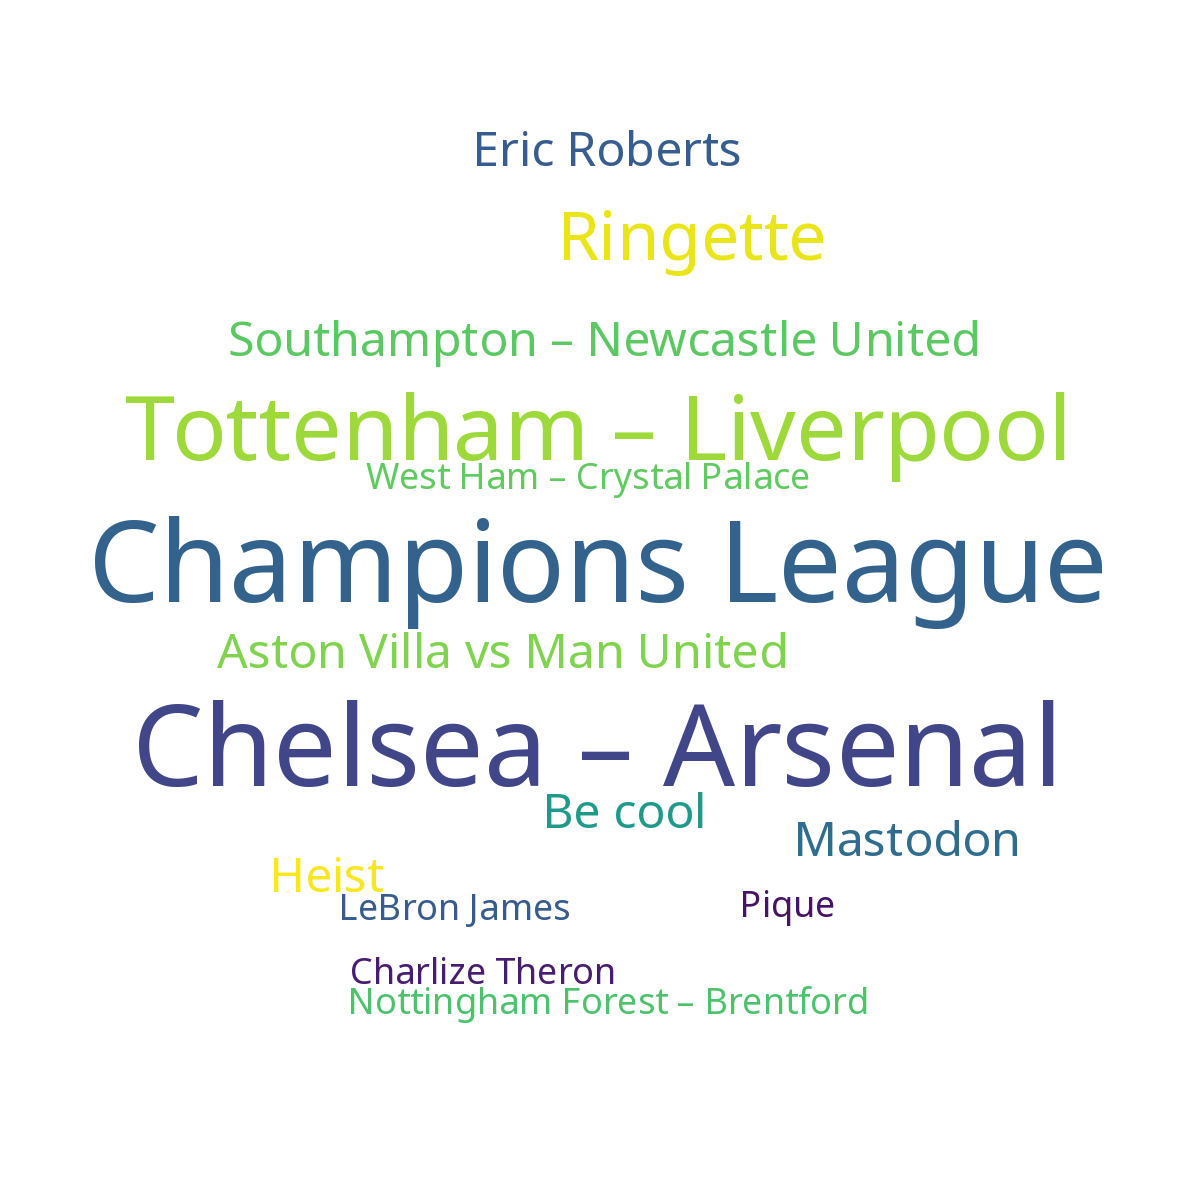 Eric Roberts
Ringette
Southampton – Newcastle United
Tottenham – Liverpool
West Ham – Crystal Palace
Champions League
Aston Villa vs Man United
Chelsea – Arsenal
Be cool
Mastodon
Heist
LeBron James
Pique
Charlize Theron
Nottingham Forest – Brentford